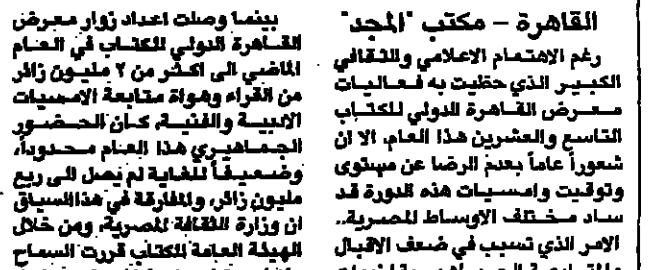 القاهرة – مكتب "المجد"
رغم الاهتمام الاعلامي والثقافي
الكبير الذي حظيت به فعاليات
معرض القاهرة الدولي للكتاب
التاسع والعشرين هذا العام، الا ان
شعوراً عاماً بعدم الرضا عن مستوى
وتوقيت وامسيات هذه الدورة قد
ساد مختلف الاوساط المصرية..
الامر الذي تسبب في ضعف الاقبال
بينما وصلت اعداد زوار معرض
القاهرة الدولي للكتاب في العام
الماضي الى اكثر من ٢ مليون زائر
من القراء وهواة متابعة الامسيات
الادبية والفنية، كان الحضور
الجماهيري هذا العام محدوداً،
وضعيفاً للغاية لم يصل الى ربع
مليون زائر، والمفارقة في هذا السياق
ان وزارة الثقافة المصرية، ومن خلال
الهيئة العامة للكتاب قررت السماح